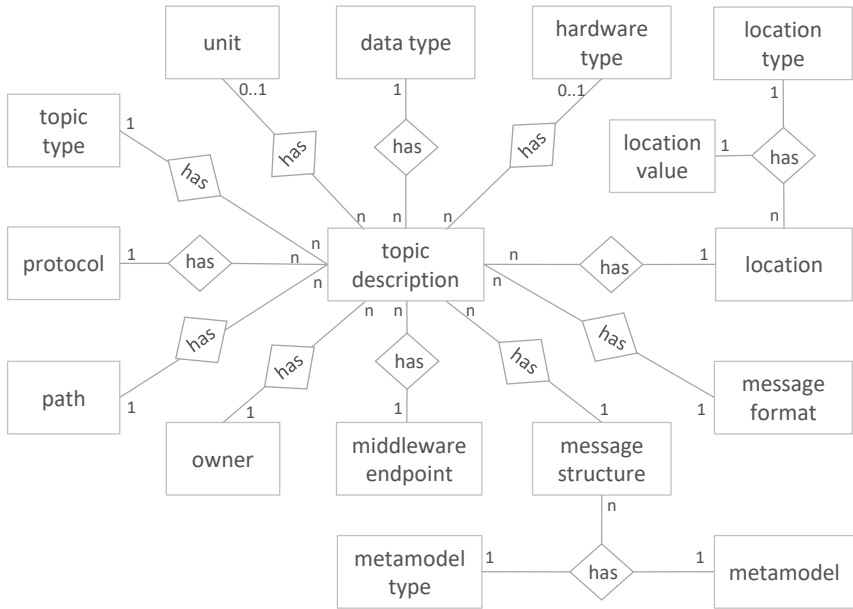 unit
data type
hardware
type
location
type
0..1
1
0..1
1
topic
type
1
location
value
1
has
has
has
has
has
n
n
n
n
protocol
1
has
n
n
topic
description
n
has
1
location
n
n
n
n
n
n
path
1
has
has
has
has
has
1
message
format
owner
1
middleware
endpoint
1
message
structure
1
n
metamodel
type
1
has
1
metamodel